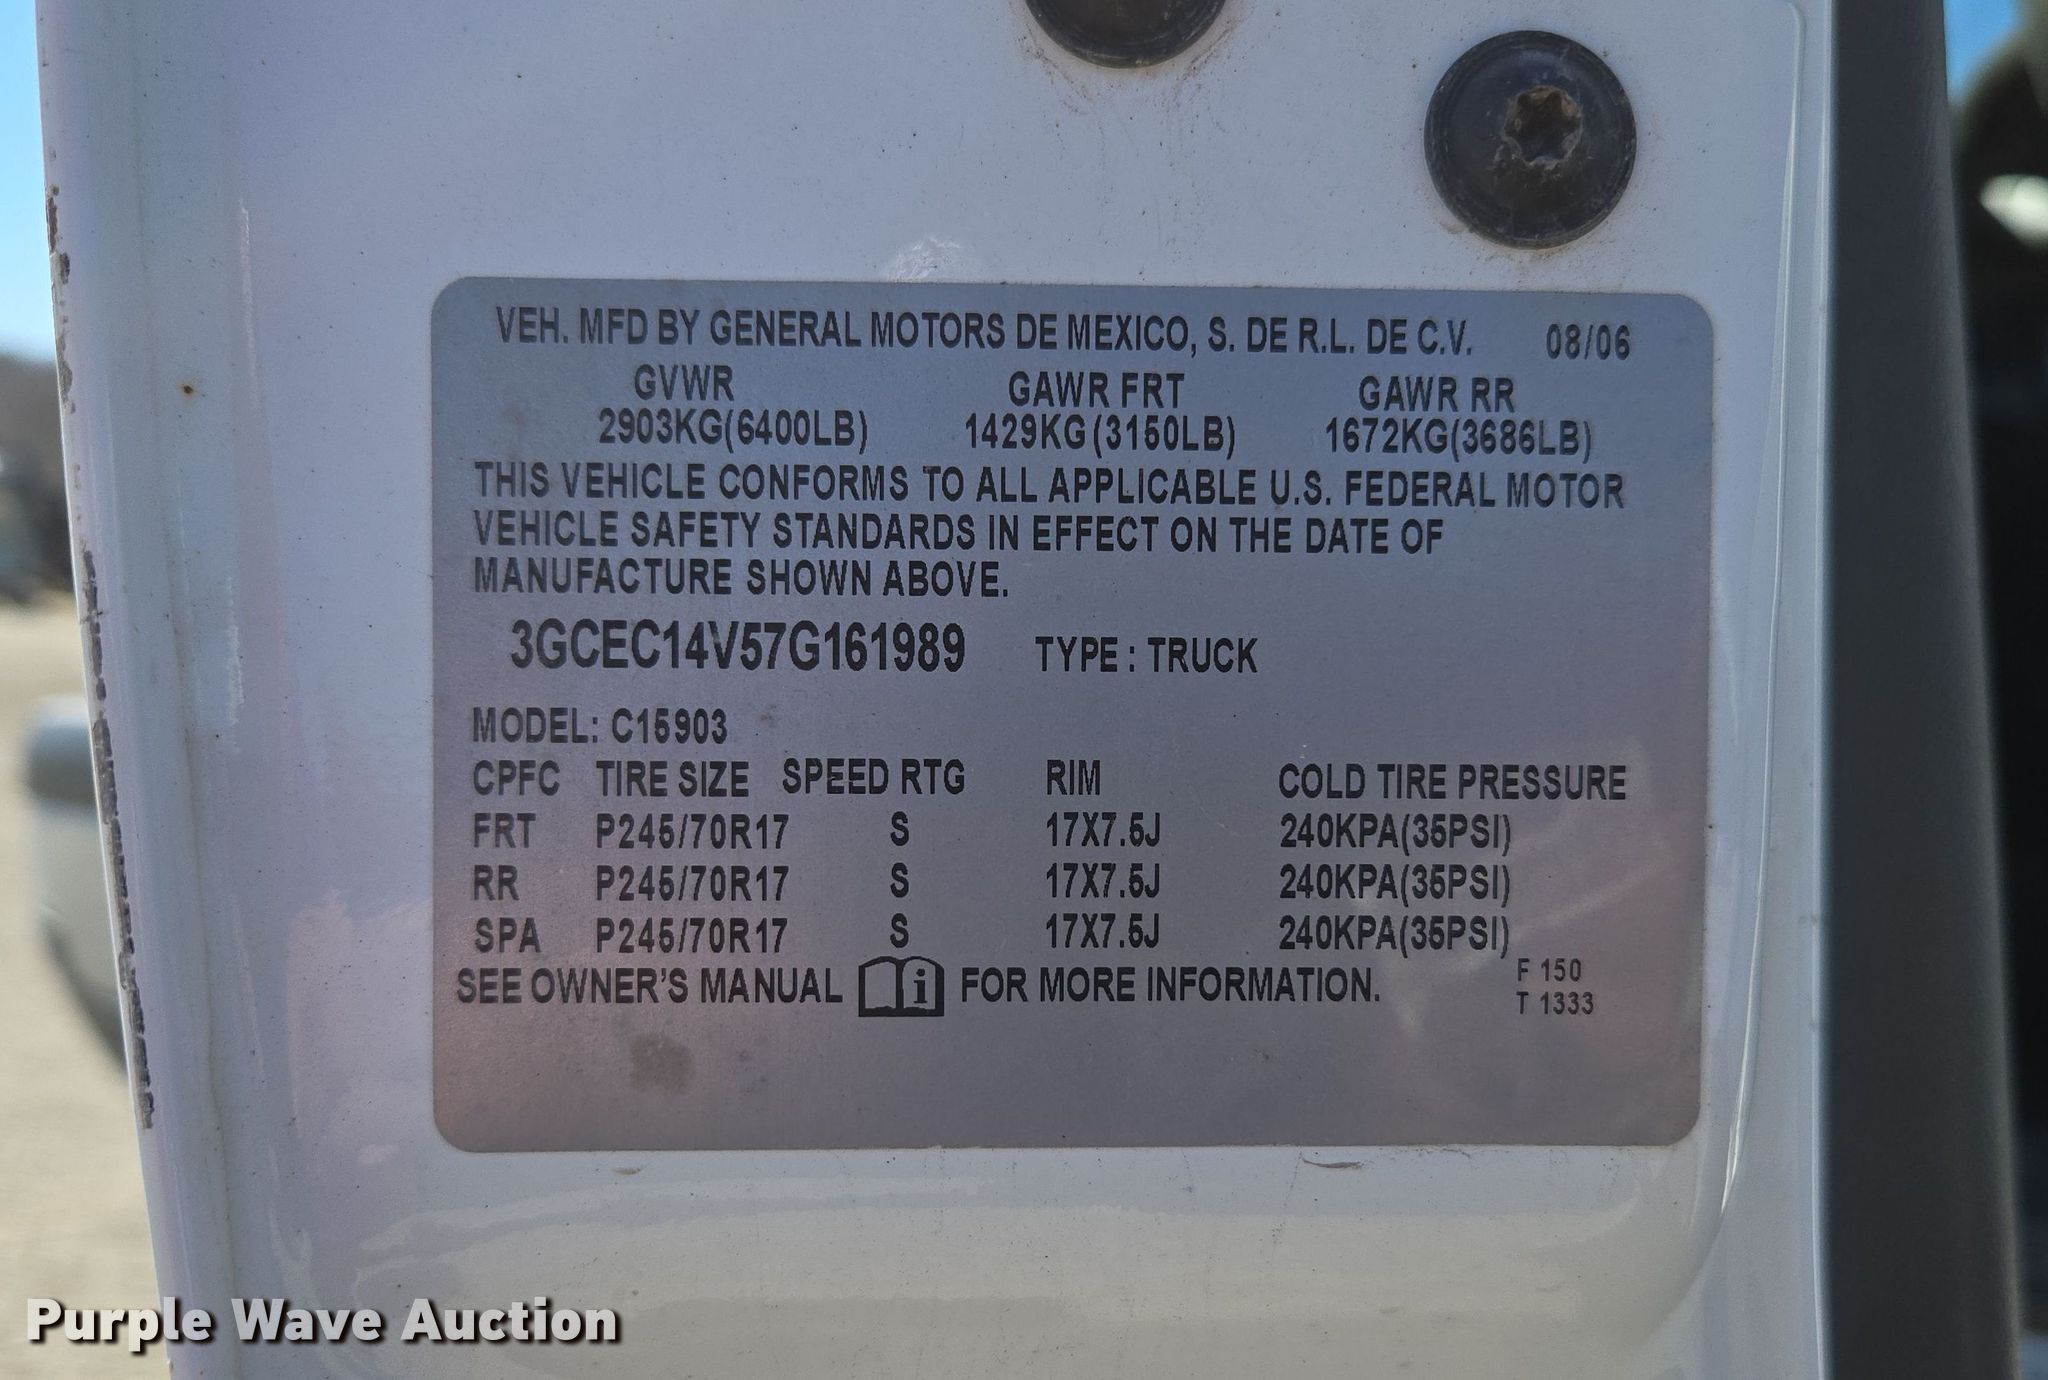 VEH. MFD BY GENERAL MOTORS DE MEXICO, S. DE R.L. DE C.V. 08/06
GVWR GAWR FRT GAWR RR
2903KG(6400LB) 1429KG(3150LB) 1672KG(3686LB)
THIS VEHICLE CONFORMS TO ALL APPLICABLE U.S. FEDERAL MOTOR
VEHICLE SAFETY STANDARDS IN EFFECT ON THE DATE OF
MANUFACTURE SHOWN ABOVE.
3GCEC14V57G161989 TYPE : TRUCK
MODEL: C15903
CPFC TIRE SIZE SPEED RTG RIM COLD TIRE PRESSURE
FRT P245/70R17 S 17X7.5J 240KPA(35PSI)
RR P245/70R17 S 17X7.5J 240KPA(35PSI)
SPA P245/70R17 S 17X7.5J 240KPA(35PSI)
SEE OWNER'S MANUAL i FOR MORE INFORMATION.
F 150
T 1333
Purple Wave Auction